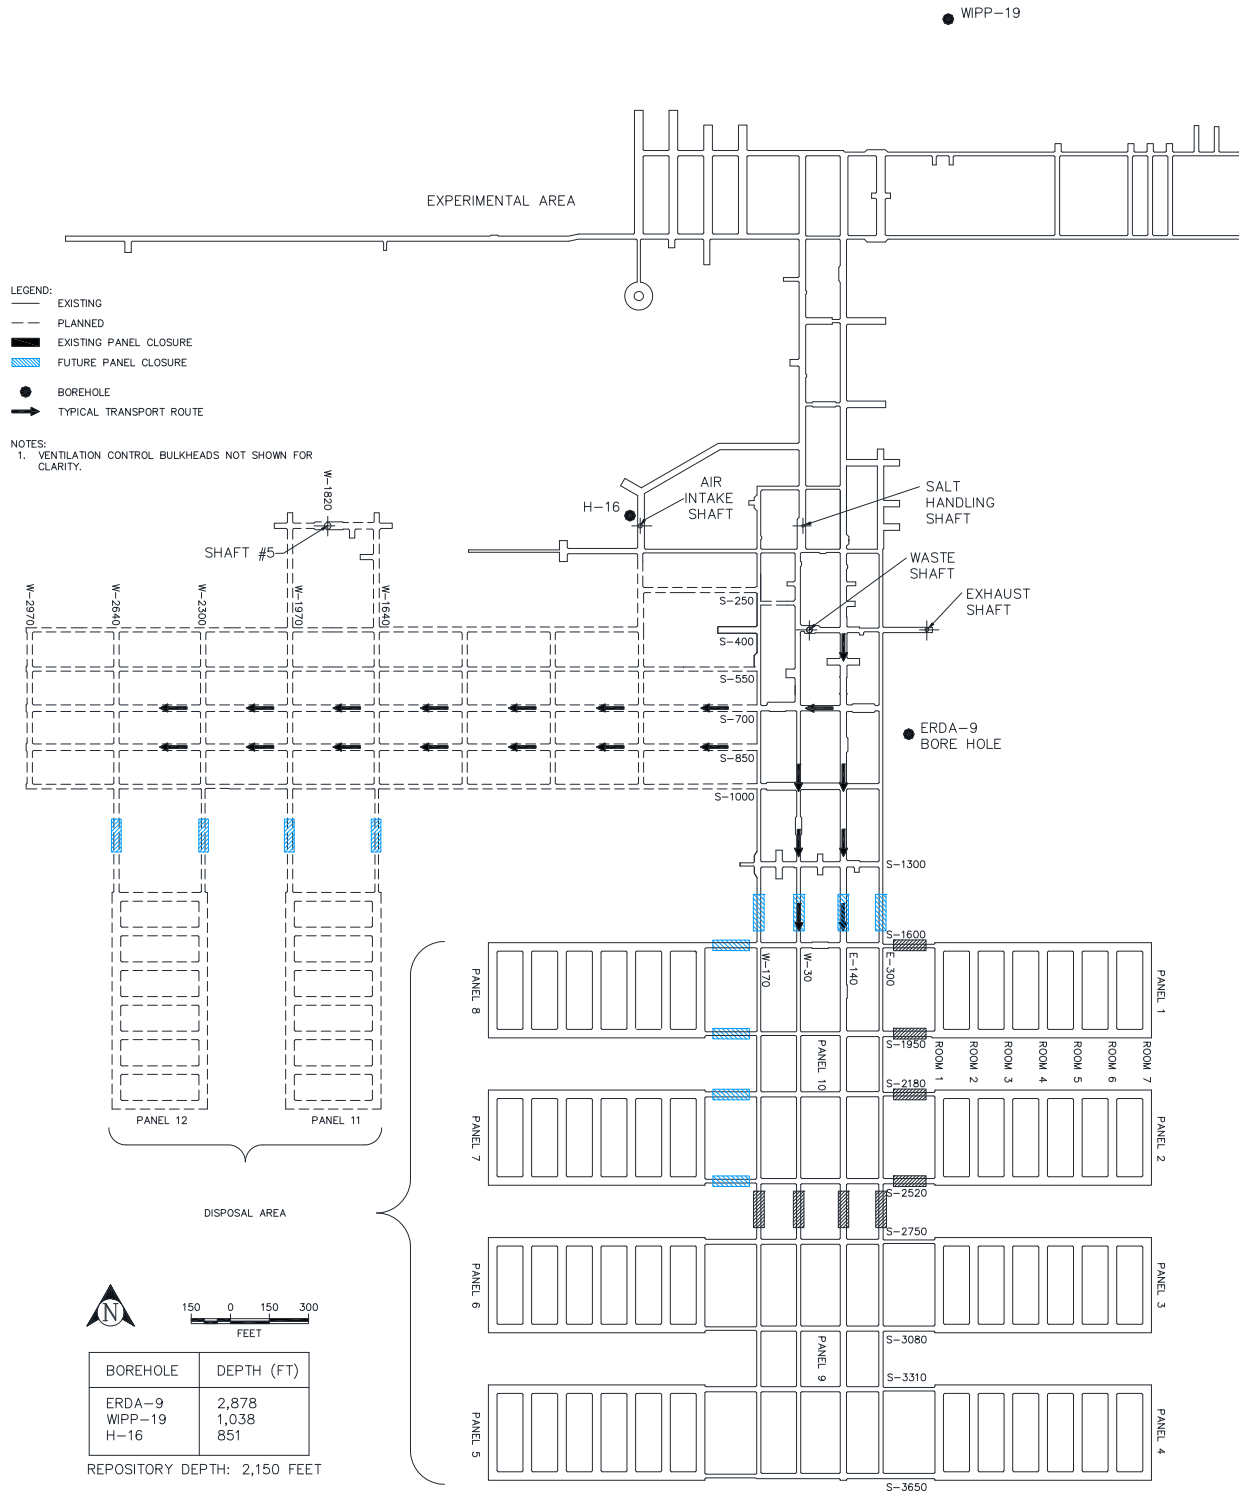 WIPP-19
EXPERIMENTAL AREA
LEGEND:
EXISTING
PLANNED
EXISTING PANEL CLOSURE
FUTURE PANEL CLOSURE
BOREHOLE
TYPICAL TRANSPORT ROUTE
NOTES:
1. VENTILATION CONTROL BULKHEADS NOT SHOWN FOR
CLARITY.
W-1820
H-16
AIR
INTAKE
SHAFT
SALT
HANDLING
SHAFT
SHAFT #5
WASTE
SHAFT
EXHAUST
SHAFT
W-2970
W-2640
W-2300
W-1970
W-1640
S-250
S-400
S-550
S-700
S-850
S-1000
ERDA-9
BORE HOLE
S-1300
S-1600
W-170
W-30
E-140
E-300
PANEL 8
PANEL 1
S-1950
PANEL 10
S-2180
ROOM 1
ROOM 2
ROOM 3
ROOM 4
ROOM 5
ROOM 6
ROOM 7
PANEL 12
PANEL 11
PANEL 7
PANEL 2
S-2520
DISPOSAL AREA
S-2750
PANEL 6
PANEL 3
S-3080
PANEL 9
S-3310
PANEL 5
PANEL 4
S-3650
N
150 0 150 300
FEET
BOREHOLE DEPTH (FT)
ERDA-9 2,878
WIPP-19 1,038
H-16 851
REPOSITORY DEPTH: 2,150 FEET